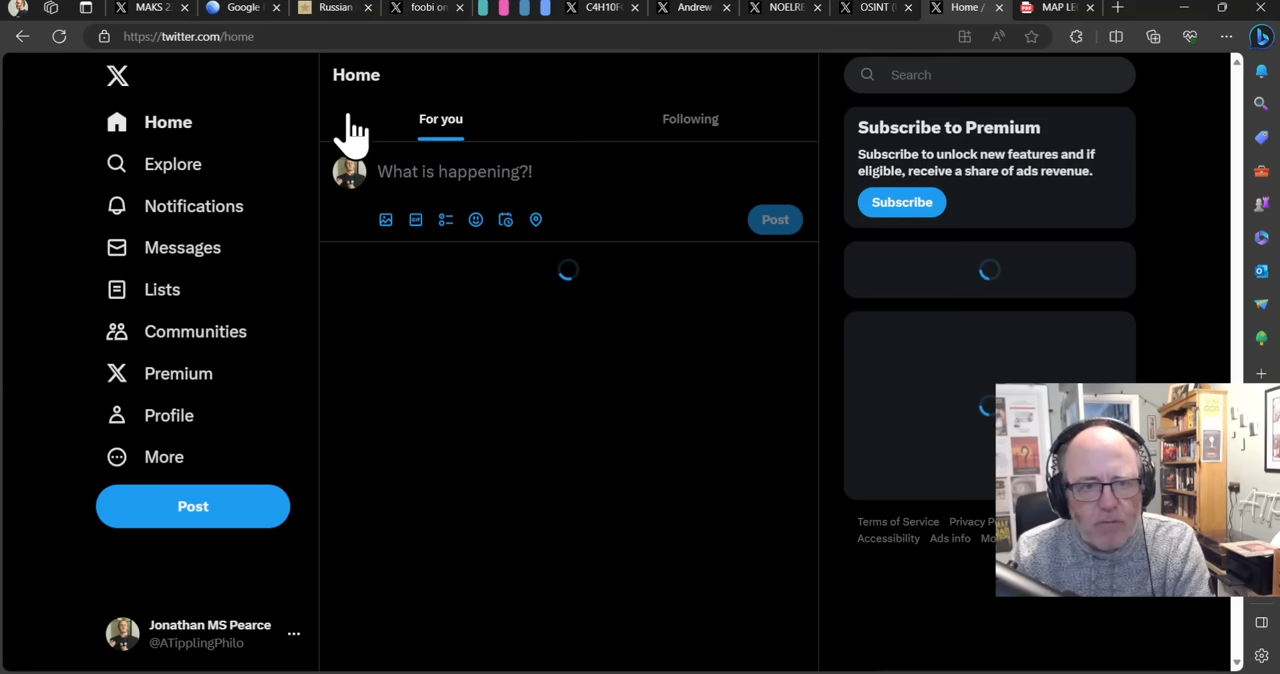 MAKS 2
Google
Russian
foobi on
C4H10FO
Andrew
NOELRE
OSINT (
Home /
MAP LE
https://twitter.com/home
Home
For you
Following
What is happening?!
Post
Home
Explore
Notifications
Messages
Lists
Communities
Premium
Profile
More
Post
Jonathan MS Pearce
@ATipplingPhilo
Search
Subscribe to Premium
Subscribe to unlock new features and if
eligible, receive a share of ads revenue.
Subscribe
Terms of Service Privacy P
Accessibility Ads info Mo